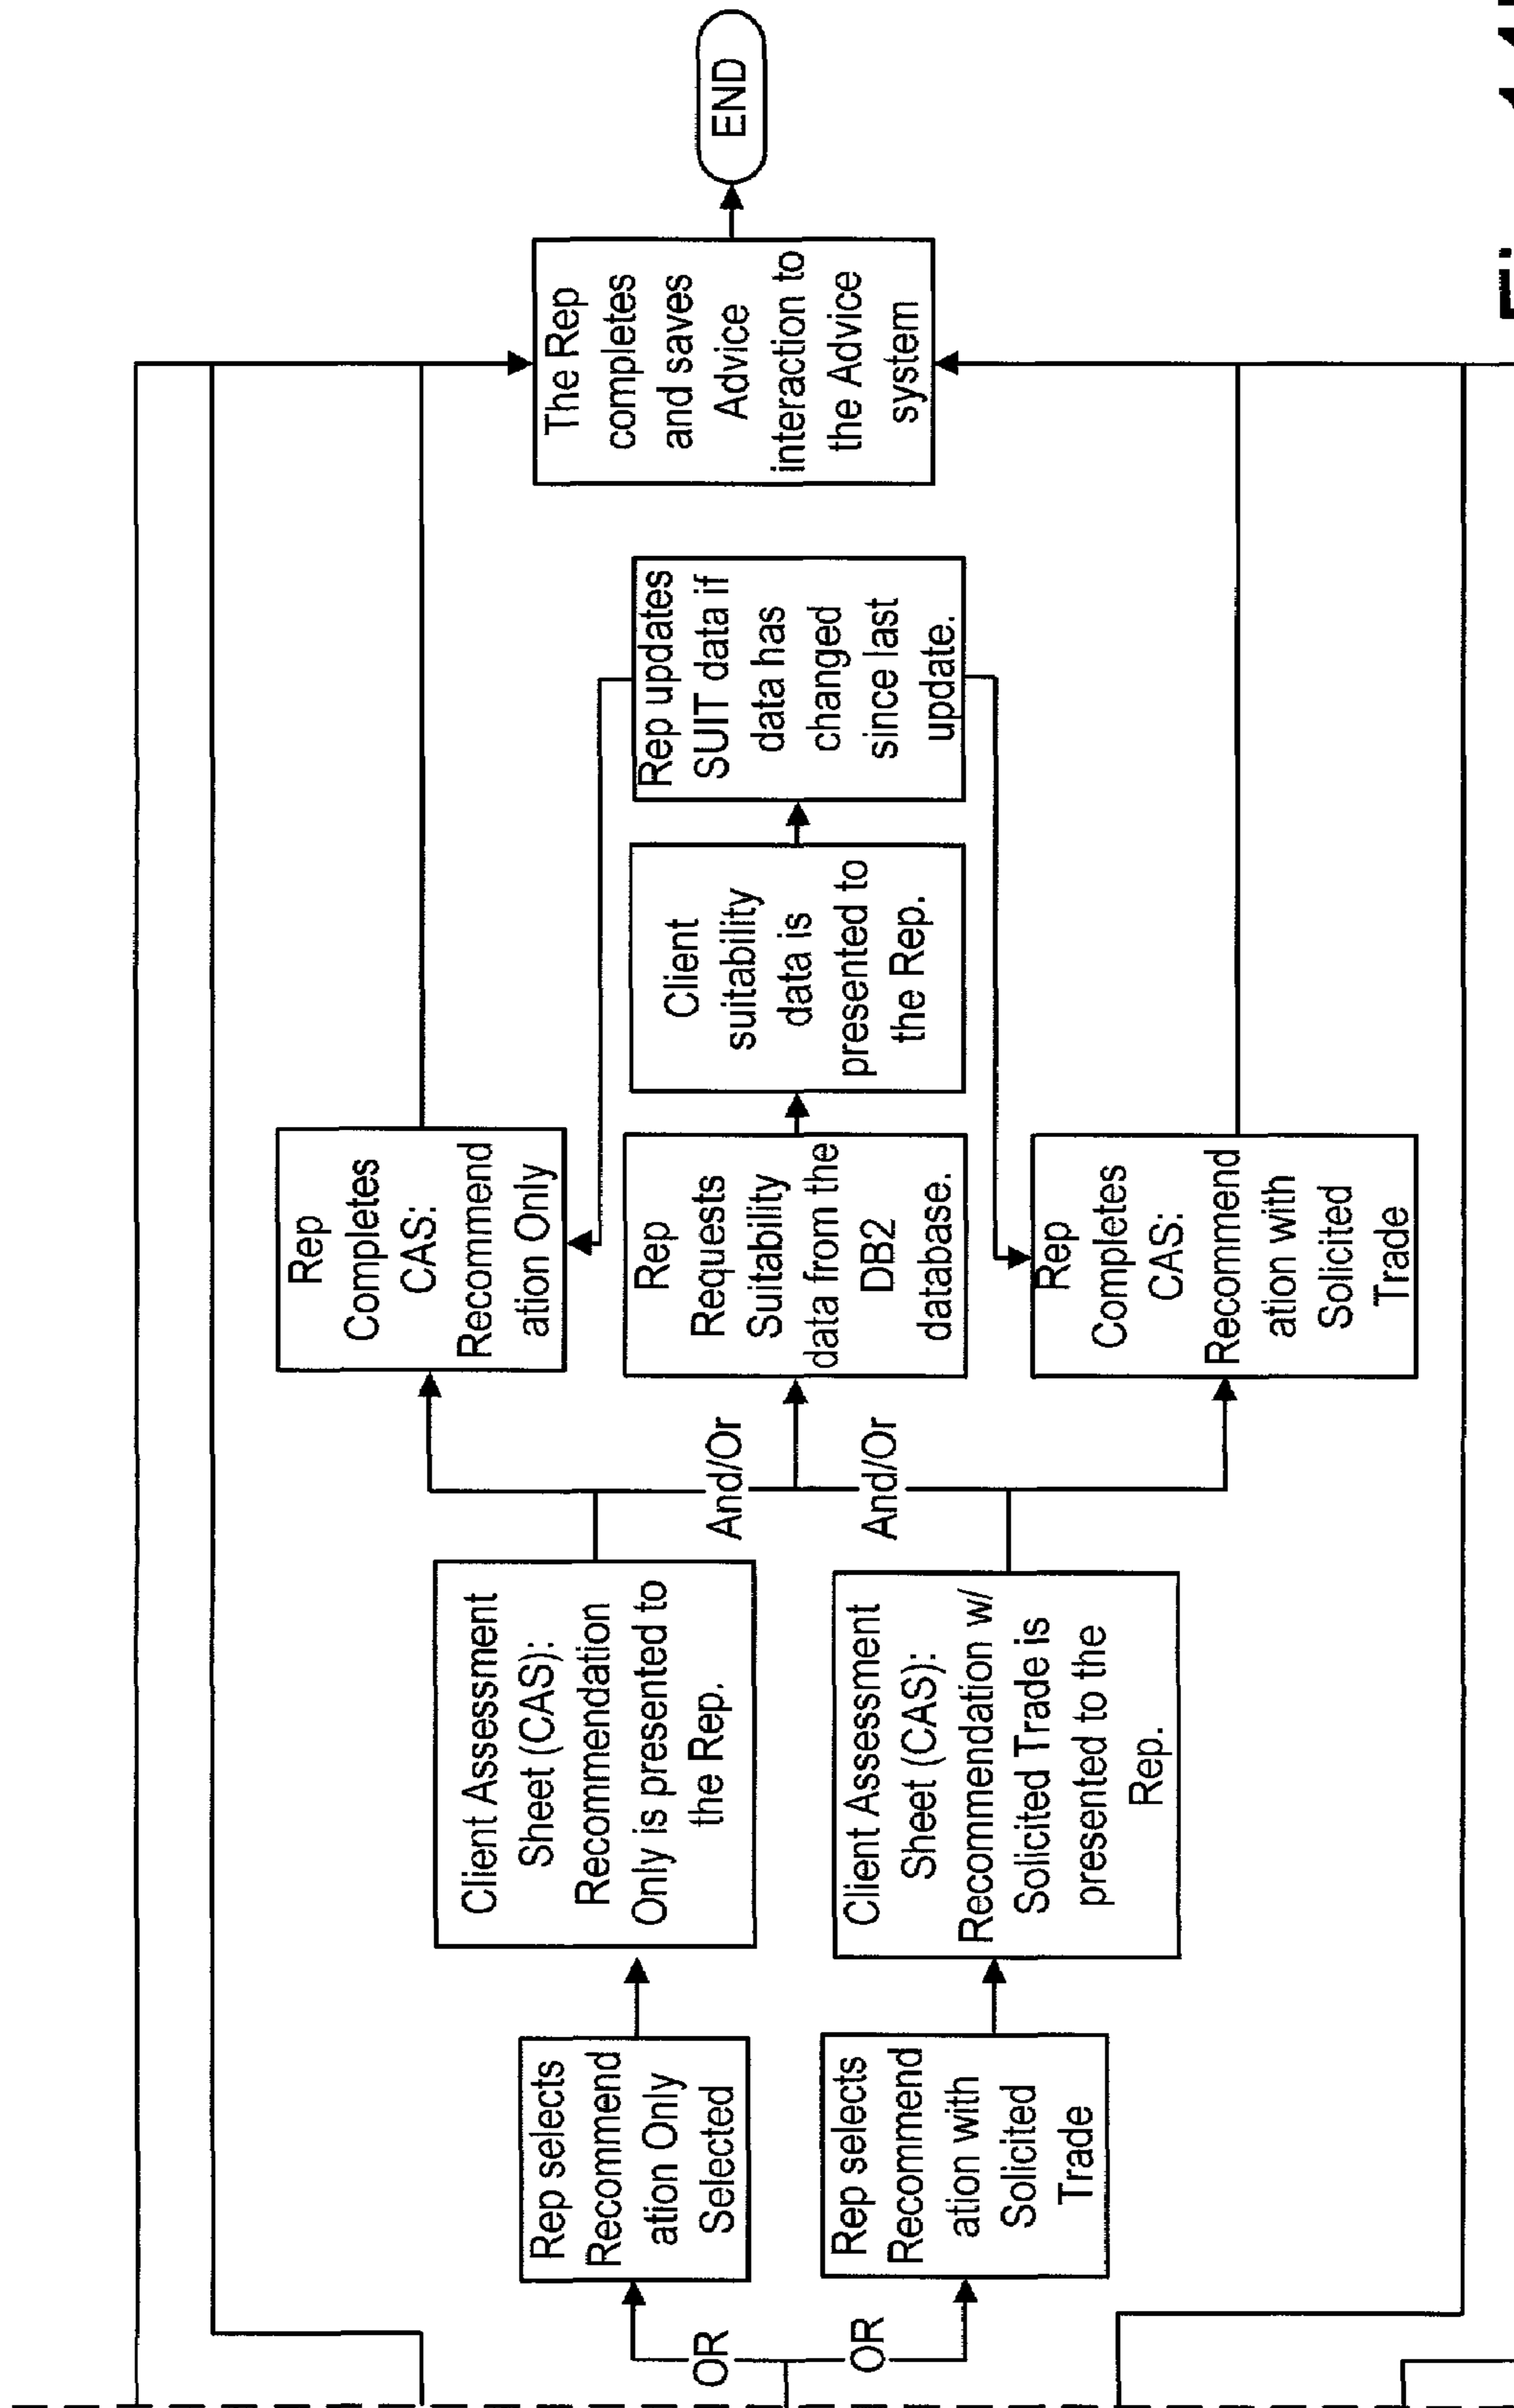 OR
OR
Rep selects
Recommend
ation Only
Selected
Rep selects
Recommend
ation with
Solicited
Trade
Client Assessment
Sheet (CAS):
Recommendation
Only is presented to
the Rep.
Client Assessment
Sheet (CAS):
Recommendation w/
Solicited Trade is
presented to the
Rep.
And/Or
And/Or
Rep
Completes
CAS:
Recommend
ation Only
Rep
Requests
Suitability
data from the
DB2
database.
Rep
Completes
CAS:
Recommend
ation with
Solicited
Trade
Client
suitability
data is
presented to
the Rep.
Rep updates
SUIT data if
data has
changed
since last
update.
The Rep
completes
and saves
Advice
interaction to
the Advice
system
END